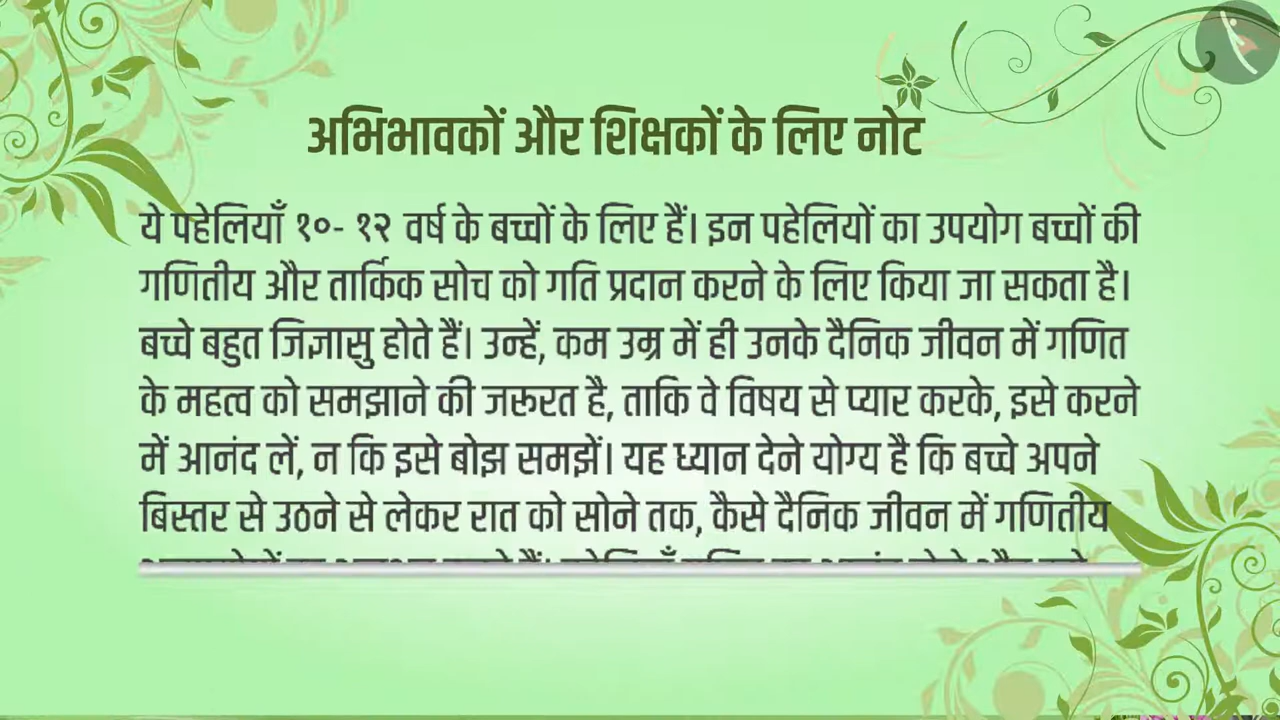 अभिभावकों और शिक्षकों के लिए नोट
ये पहेलियाँ १०- १२ वर्ष के बच्चों के लिए हैं। इन पहेलियों का उपयोग बच्चों की
गणितीय और तार्किक सोच को गति प्रदान करने के लिए किया जा सकता है।
बच्चे बहुत जिज्ञासु होते हैं। उन्हें, कम उम्र में ही उनके दैनिक जीवन में गणित
के महत्व को समझाने की जरूरत है, ताकि वे विषय से प्यार करके, इसे करने
में आनंद लें, न कि इसे बोझ समझें। यह ध्यान देने योग्य है कि बच्चे अपने
बिस्तर से उठने से लेकर रात को सोने तक, कैसे दैनिक जीवन में गणितीय